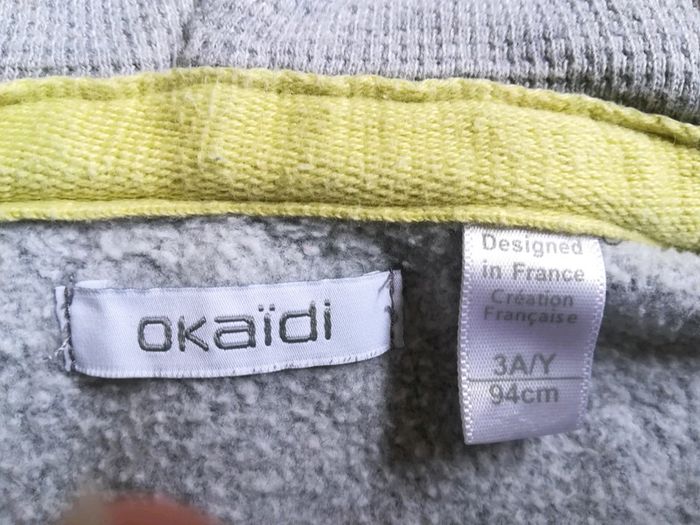 okaïdi
Designed
in France
Création
Française
3A/Y
94cm